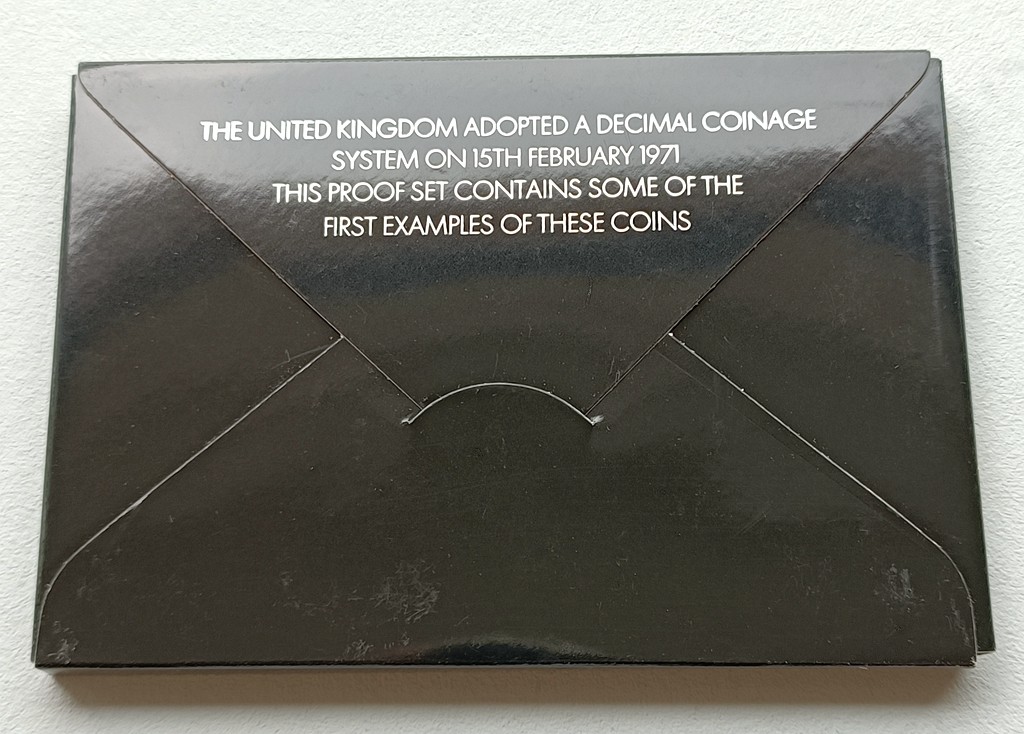 THE UNITED KINGDOM ADOPTED A DECIMAL COINAGE
SYSTEM ON 15TH FEBRUARY 1971
THIS PROOF SET CONTAINS SOME OF THE
FIRST EXAMPLES OF THESE COINS